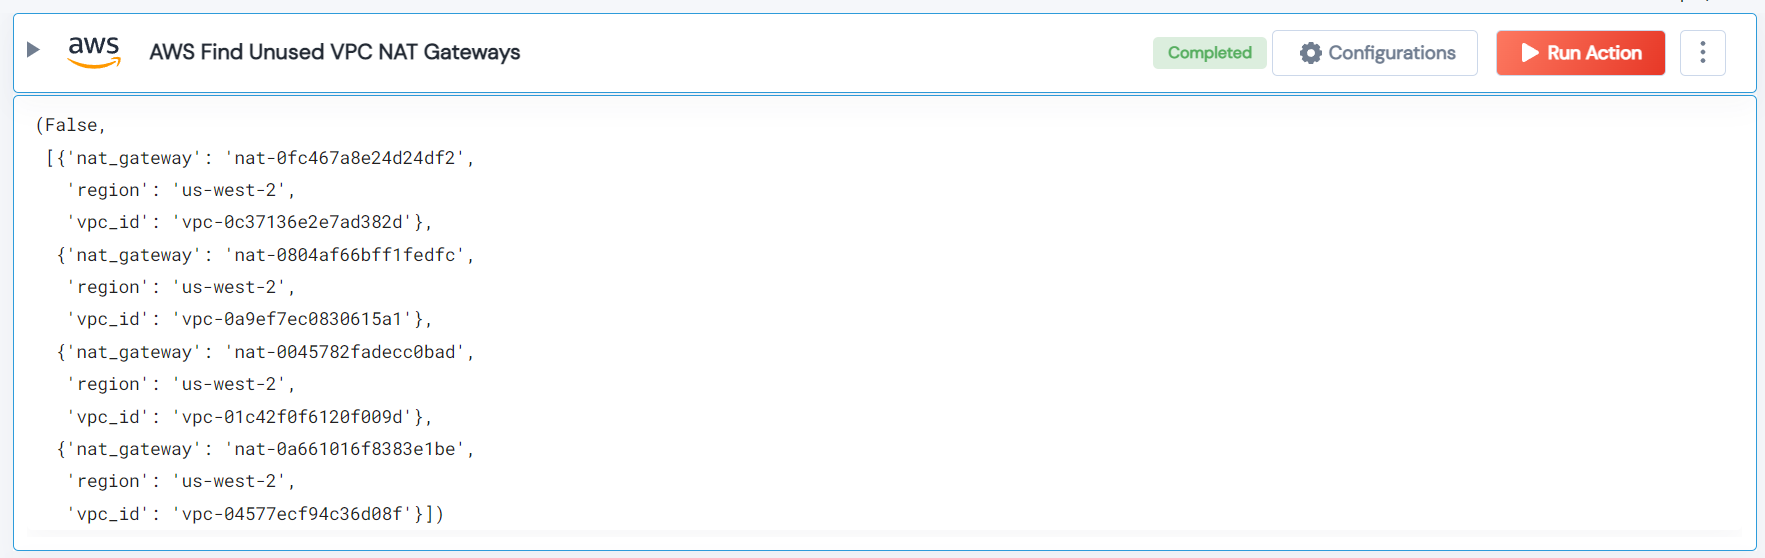 aws AWS Find Unused VPC NAT Gateways Completed Configurations Run Action
(False,
[{'nat_gateway': 'nat-0fc467a8e24d24df2',
'region': 'us-west-2',
'vpc_id': 'vpc-0c37136e2e7ad382d'},
{'nat_gateway': 'nat-0804af66bff1fedfc',
'region': 'us-west-2',
'vpc_id': 'vpc-0a9ef7ec0830615a1'},
{'nat_gateway': 'nat-0045782fadecc0bad',
'region': 'us-west-2',
'vpc_id': 'vpc-01c42f0f6120f009d'},
{'nat_gateway': 'nat-0a661016f8383e1be',
'region': 'us-west-2',
'vpc_id': 'vpc-04577ecf94c36d08f'}])